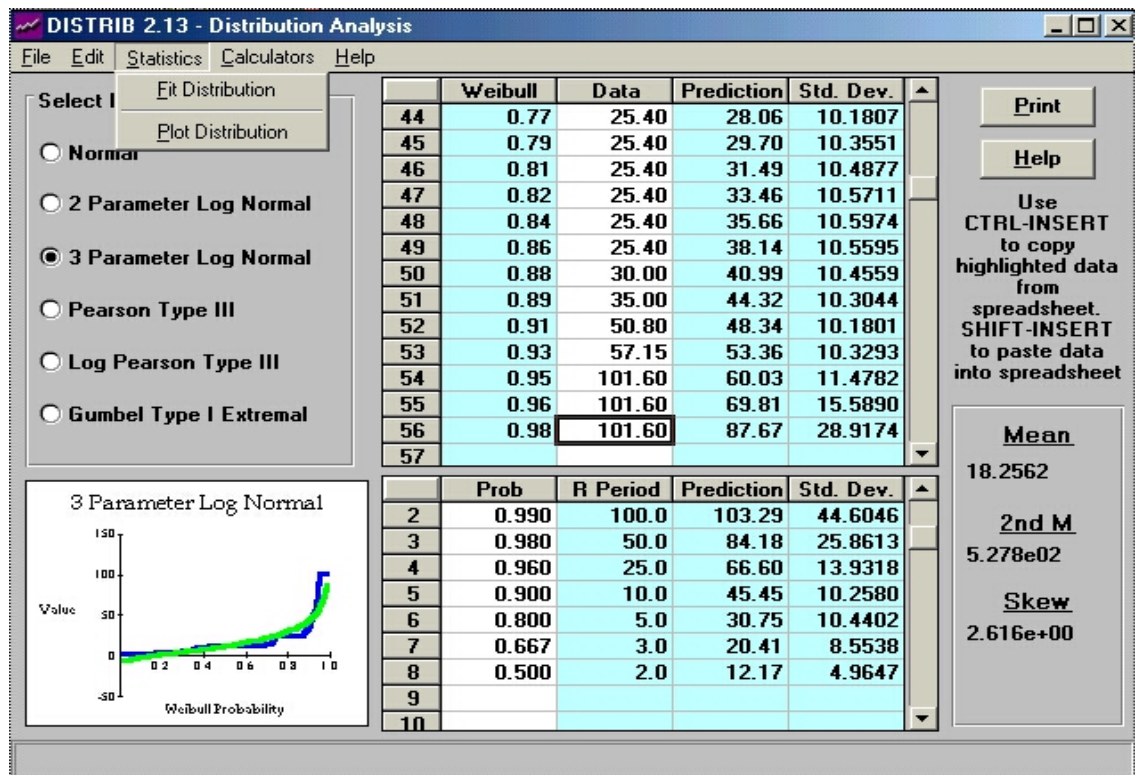 DISTRIB 2.13 - Distribution Analysis
File Edit Statistics Calculators Help
Fit Distribution
Plot Distribution
Select
Normal
2 Parameter Log Normal
3 Parameter Log Normal
Pearson Type III
Log Pearson Type III
Gumbel Type I Extremal
Weibull Data Prediction Std. Dev.
44 0.77 25.40 28.06 10.1807
45 0.79 25.40 29.70 10.3551
46 0.81 25.40 31.49 10.4877
47 0.82 25.40 33.46 10.5711
48 0.84 25.40 35.66 10.5974
49 0.86 25.40 38.14 10.5595
50 0.88 30.00 40.99 10.4559
51 0.89 35.00 44.32 10.3044
52 0.91 50.80 48.34 10.1801
53 0.93 57.15 53.36 10.3293
54 0.95 101.60 60.03 11.4782
55 0.96 101.60 69.81 15.5890
56 0.98 101.60 87.67 28.9174
57
Print
Help
Use
CTRL-INSERT
to copy
highlighted data
from
spreadsheet.
SHIFT-INSERT
to paste data
into spreadsheet
3 Parameter Log Normal
150
100
Value
50
0
-50
0.2 0.4 0.6 0.8 1.0
Weibull Probability
Prob R Period Prediction Std. Dev.
2 0.990 100.0 103.29 44.6046
3 0.980 50.0 84.18 25.8613
4 0.960 25.0 66.60 13.9318
5 0.900 10.0 45.45 10.2580
6 0.800 5.0 30.75 10.4402
7 0.667 3.0 20.41 8.5538
8 0.500 2.0 12.17 4.9647
9
10
Mean
18.2562
2nd M
5.278e02
Skew
2.616e+00